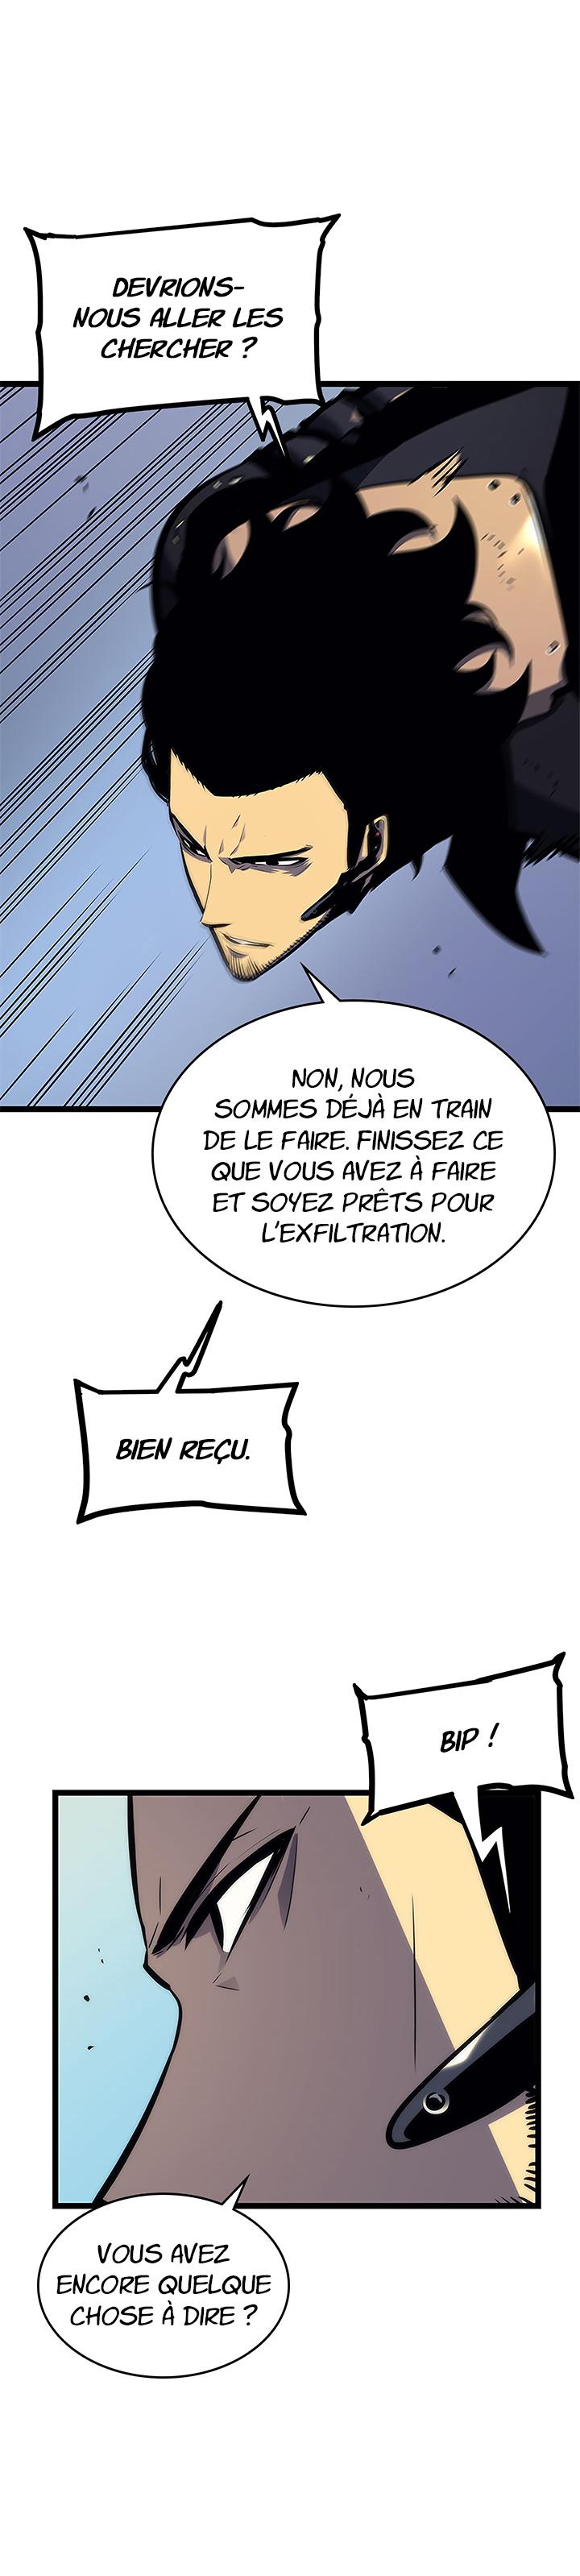 DEVRIONS-
NOUS ALLER LES
CHERCHER ?
NON, NOUS
SOMMES DÉJÀ EN TRAIN
DE LE FAIRE. FINISSEZ CE
QUE VOUS AVEZ À FAIRE
ET SOYEZ PRÊTS POUR
L'EXFILTRATION.
BIEN REÇU.
BIP !
VOUS AVEZ
ENCORE QUELQUE
CHOSE À DIRE ?